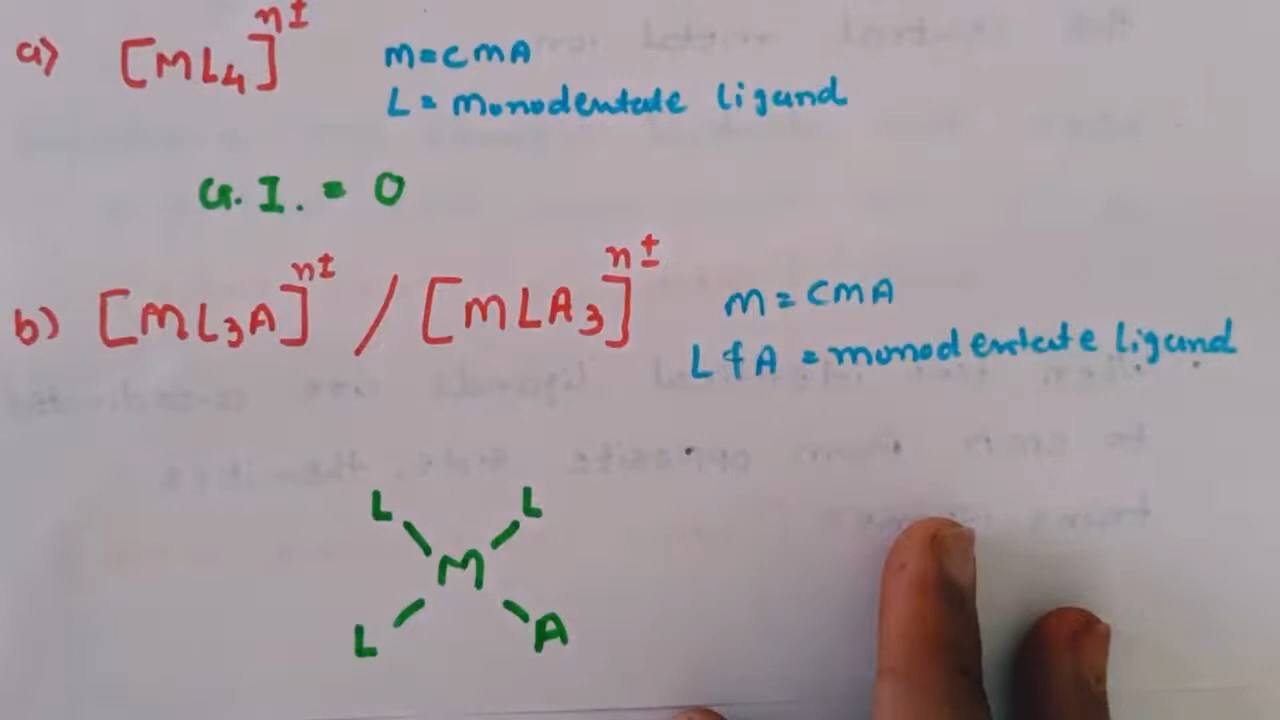 a) [ML₄]ⁿ± M=CMA
L = monodentate ligand
G.I. = 0
b) [ML₃A]ⁿ± / [MLA₃]ⁿ± M = CMA
L & A = monodentate ligand
L L
M
L A